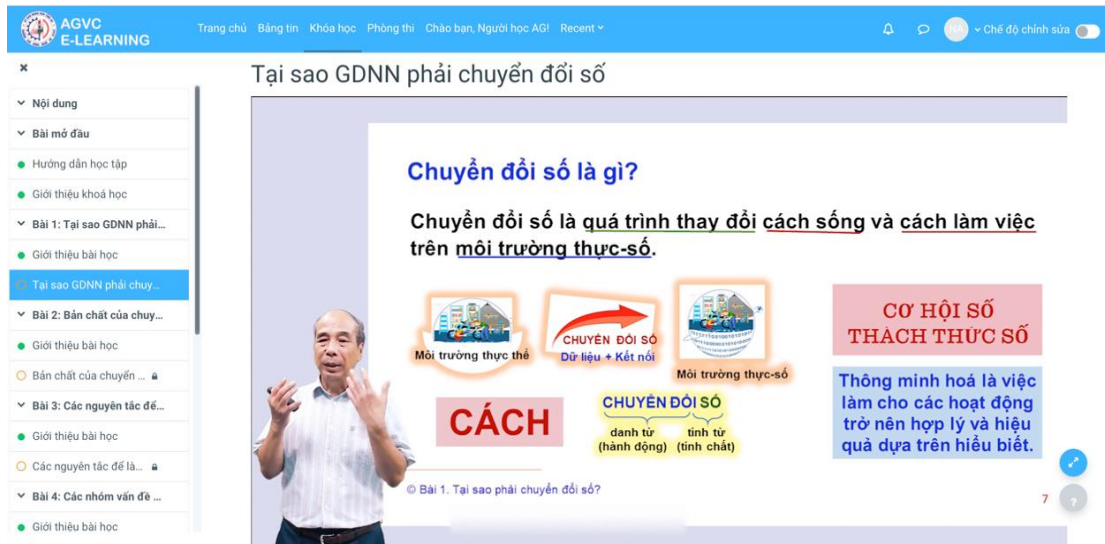 AGVC
E-LEARNING
Trang chủ Bảng tin Khóa học Phòng thi Chào bạn, Người học AG! Recent
HA
Chế độ chỉnh sửa
Tại sao GDNN phải chuyển đổi số
Nội dung
Bài mở đầu
Hướng dẫn học tập
Giới thiệu khoá học
Bài 1: Tại sao GDNN phải...
Giới thiệu bài học
Tại sao GDNN phải chuy...
Bài 2: Bản chất của chuy...
Giới thiệu bài học
Bản chất của chuyển ...
Bài 3: Các nguyên tắc để...
Giới thiệu bài học
Các nguyên tắc để là...
Bài 4: Các nhóm vấn đề ...
Giới thiệu bài học
Chuyển đổi số là gì?
Chuyển đổi số là quá trình thay đổi cách sống và cách làm việc
trên môi trường thực-số.
Môi trường thực thể
CHUYỂN ĐỔI SỐ
Dữ liệu + Kết nối
Môi trường thực-số
CƠ HỘI SỐ
THÁCH THỨC SỐ
CÁCH
CHUYỂN ĐỔI SỐ
danh từ tính từ
(hành động) (tính chất)
Thông minh hoá là việc
làm cho các hoạt động
trở nên hợp lý và hiệu
quả dựa trên hiểu biết.
© Bài 1. Tại sao phải chuyển đổi số?
7
?